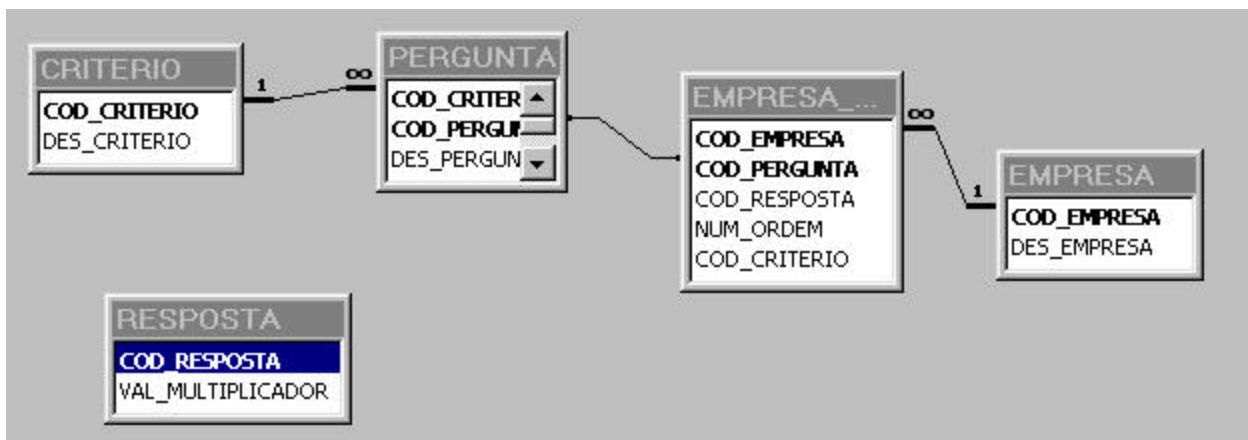 CRITERIO
COD_CRITERIO
DES_CRITERIO
1
∞
PERGUNTA
COD_CRITER
COD_PERGUN
DES_PERGUN
EMPRESA_...
COD_EMPRESA
COD_PERGUNTA
COD_RESPOSTA
NUM_ORDEM
COD_CRITERIO
∞
1
EMPRESA
COD_EMPRESA
DES_EMPRESA
RESPOSTA
COD_RESPOSTA
VAL_MULTIPLICADOR